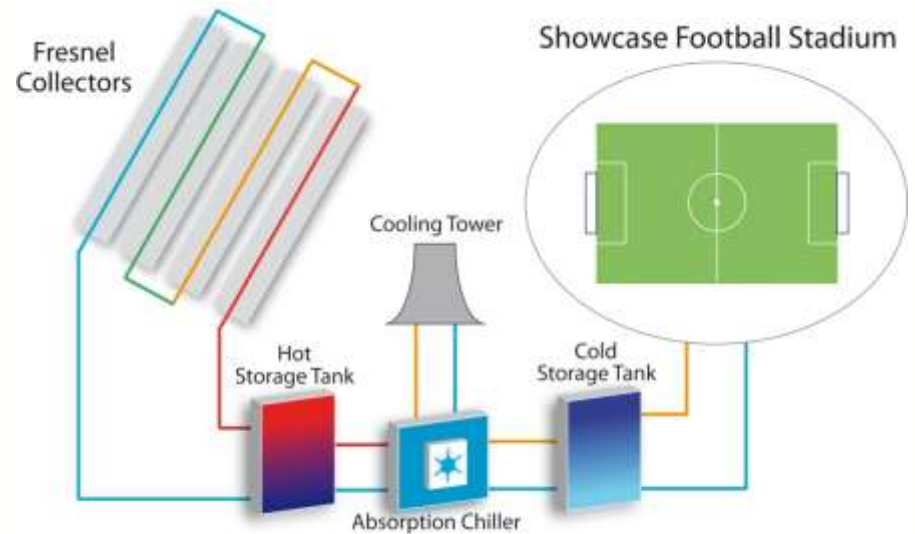 Fresnel
Collectors
Showcase Football Stadium
Cooling Tower
Hot
Storage Tank
Cold
Storage Tank
Absorption Chiller